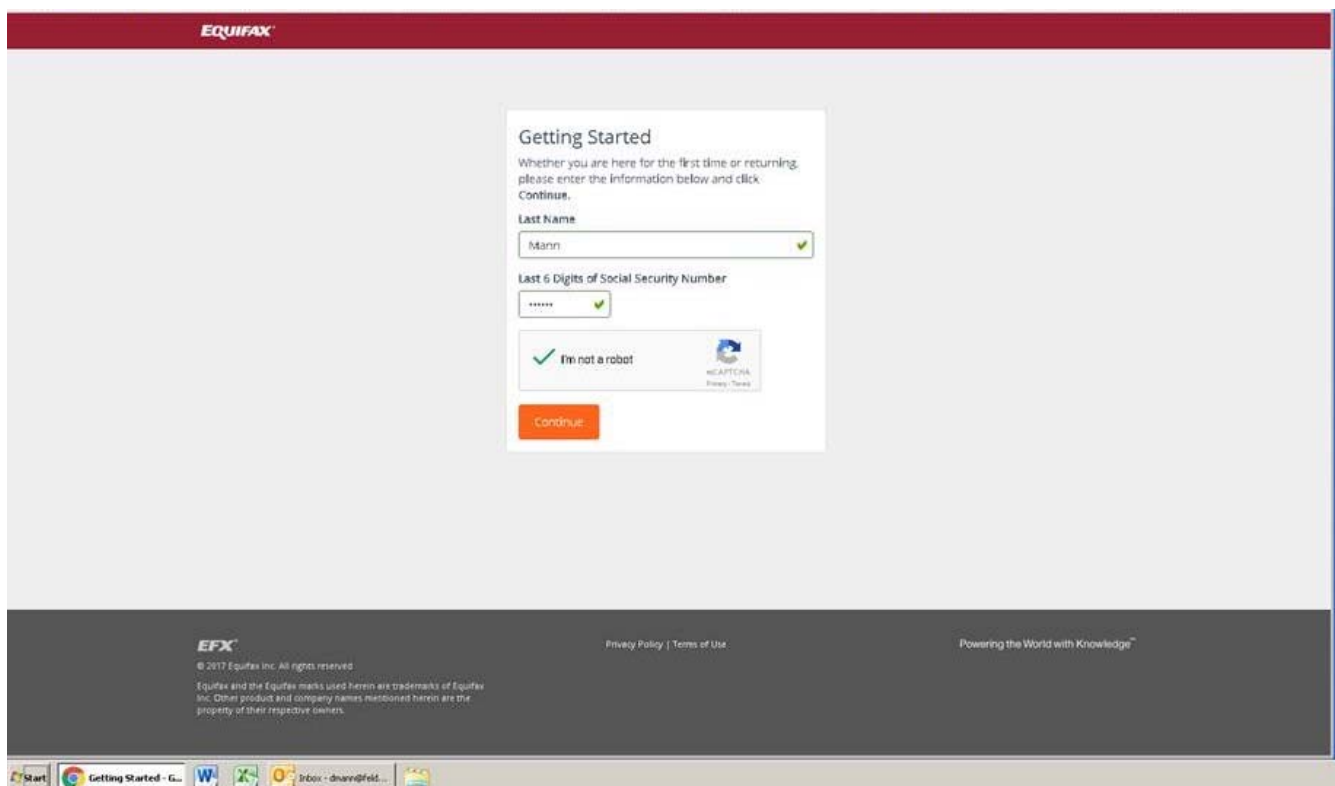 EQUIFAX
Getting Started
Whether you are here for the first time or returning,
please enter the information below and click
Continue.
Last Name
Mann
Last 6 Digits of Social Security Number
••••••
I'm not a robot
reCAPTCHA
Privacy - Terms
Continue
EFX
Privacy Policy | Terms of Use
Powering the World with Knowledge™
© 2017 Equifax Inc. All rights reserved
Equifax and the Equifax marks used herein are trademarks of Equifax
Inc. Other product and company names mentioned herein are the
property of their respective owners.
Start
Getting Started - G...
Inbox - dmann@feld...